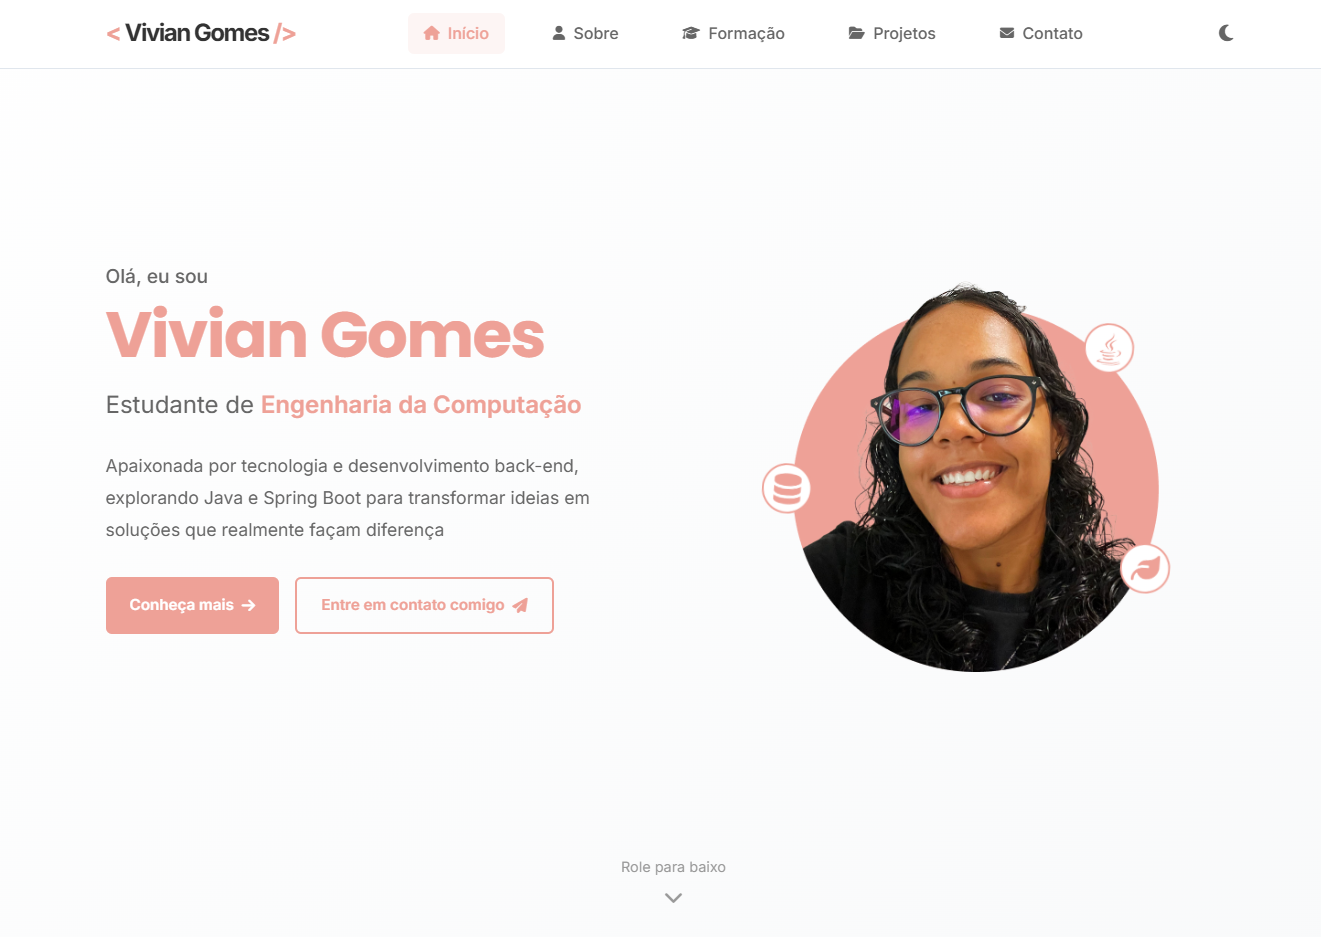 < Vivian Gomes />
Início
Sobre
Formação
Projetos
Contato
Olá, eu sou
Vivian Gomes
Estudante de Engenharia da Computação
Apaixonada por tecnologia e desenvolvimento back-end,
explorando Java e Spring Boot para transformar ideias em
soluções que realmente façam diferença
Conheça mais
Entre em contato comigo
Role para baixo